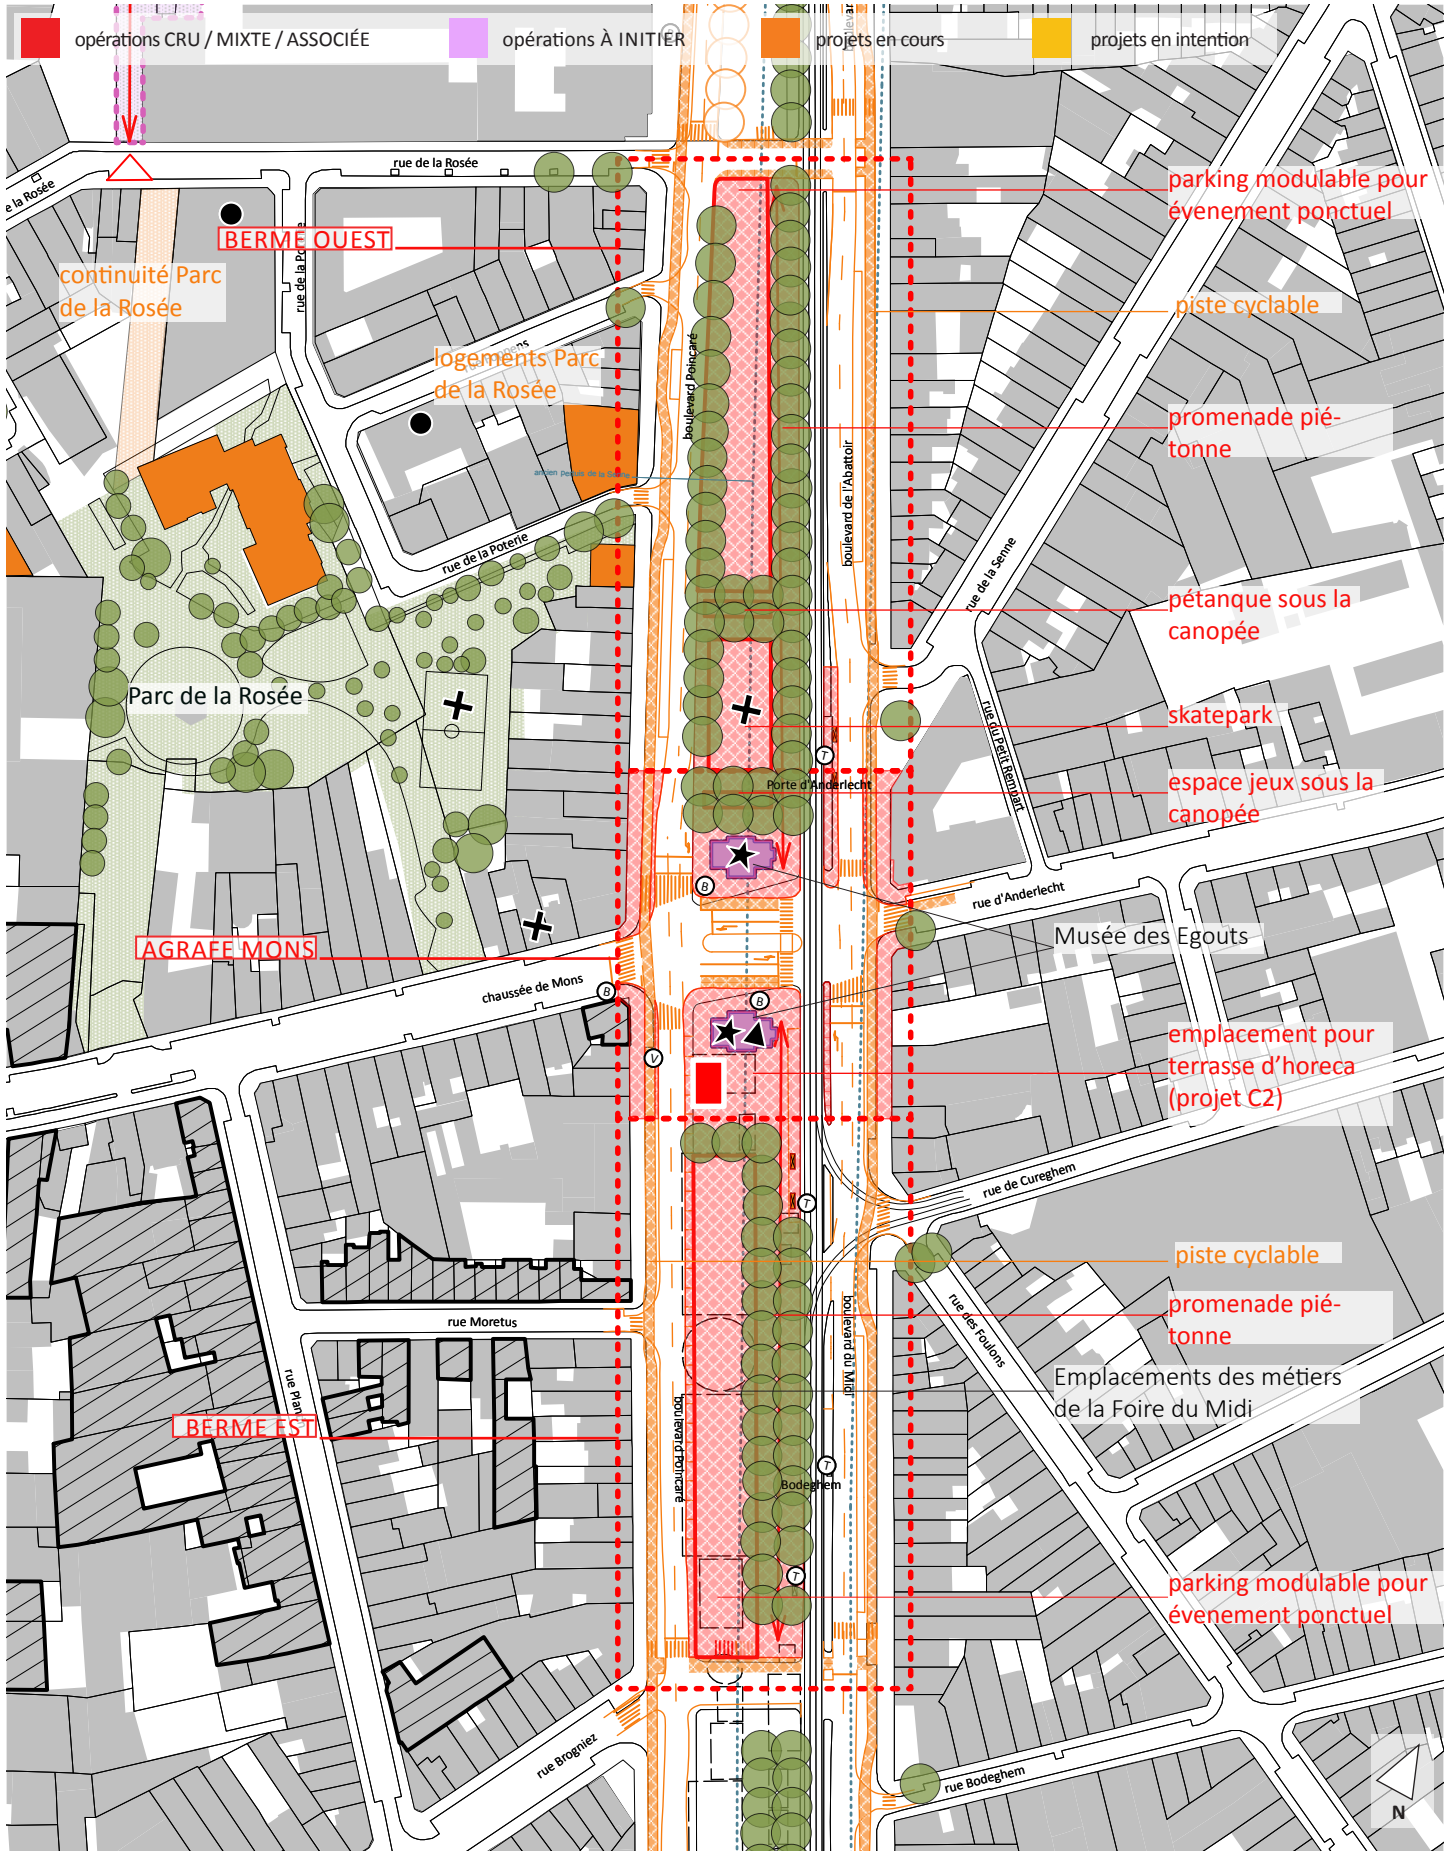 opérations CRU / MIXTE / ASSOCIÉE
opérations À INITIER
projets en cours
projets en intention
rue de la Rosée
parking modulable pour
évenement ponctuel
BERME OUEST
continuité Parc
de la Rosée
piste cyclable
logements Parc
de la Rosée
boulevard Poincaré
promenade pié-
tonne
ancien pertuis de la Senne
boulevard de l'Abattoir
rue de la Poterie
rue de la Senne
pétanque sous la
canopée
Parc de la Rosée
skatepark
rue du Petit Rempart
T
Porte d'Anderlecht
espace jeux sous la
canopée
B
rue d'Anderlecht
Musée des Egouts
AGRAFE MONS
chaussée de Mons
B
B
V
emplacement pour
terrasse d'horeca
(projet C2)
rue de Cureghem
T
piste cyclable
rue des Foulons
promenade pié-
tonne
rue Moretus
boulevard du Midi
Emplacements des métiers
de la Foire du Midi
BERME EST
boulevard Poincaré
T
Bodeghem
T
parking modulable pour
évenement ponctuel
rue Brogniez
rue Bodeghem
N